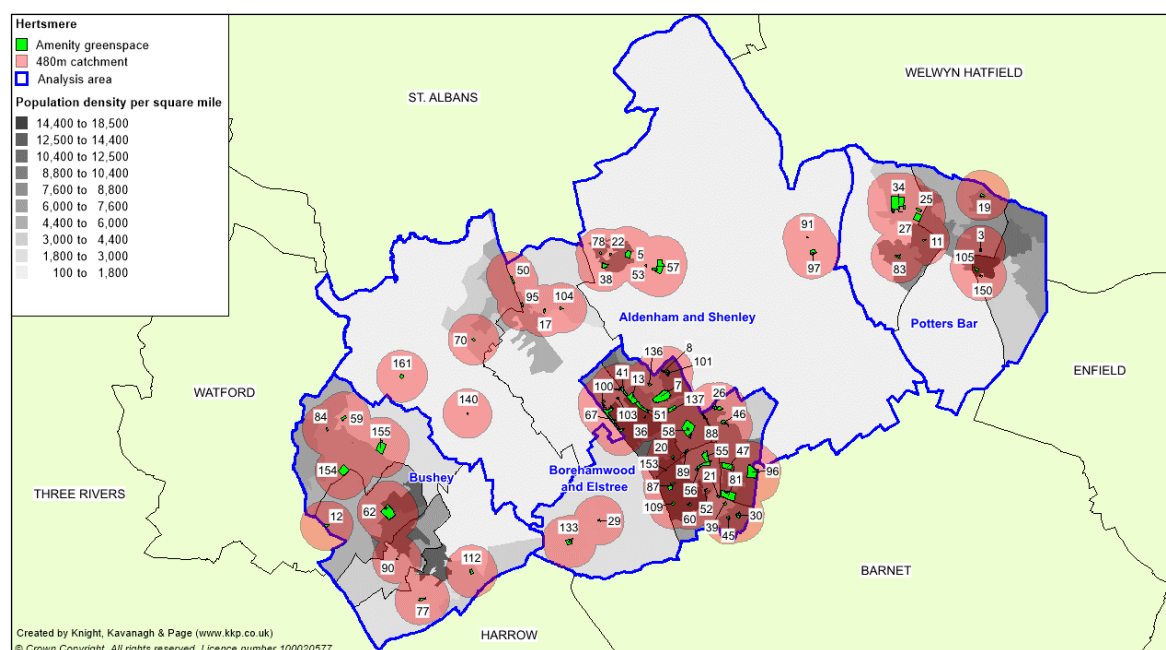 Hertsmere
Amenity greenspace
480m catchment
Analysis area
Population density per square mile
14,400 to 18,500
12,500 to 14,400
10,400 to 12,500
8,800 to 10,400
7,600 to 8,800
6,000 to 7,600
4,400 to 6,000
3,000 to 4,400
1,800 to 3,000
100 to 1,800
ST. ALBANS
WELWYN HATFIELD
34
25
19
27
11
3
105
83
150
91
97
78 22
5
57
53
38
50
95 104
17
70
Aldenham and Shenley
Potters Bar
ENFIELD
WATFORD
161
140
136
8
101
41 13
7
100
137
26
67
103
51
46
36
58
88
20
55
47
153
89
21
81
96
87
56
109
60
52
39
45
30
84
59
155
154
Bushey
Borehamwood
and Elstree
THREE RIVERS
12
62
133
29
90
112
77
BARNET
HARROW
Created by Knight, Kavanagh & Page (www.kkp.co.uk)
© Crown Copyright. All rights reserved. Licence number 100020577